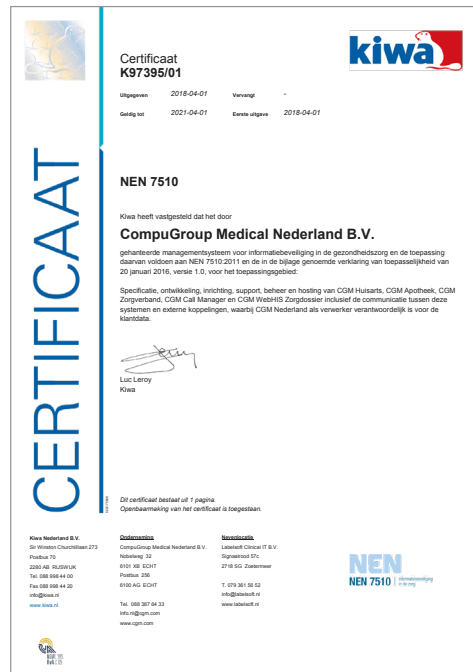 Certificaat
K97395/01
kiwa
Uitgegeven 2018-04-01 Vervangt -
Geldig tot 2021-04-01 Eerste uitgave 2018-04-01
CERTIFICAAT
NEN 7510
Kiwa heeft vastgesteld dat het door
CompuGroup Medical Nederland B.V.
gehanteerde managementsysteem voor informatiebeveiliging in de gezondheidszorg en de toepassing
daarvan voldoen aan NEN 7510:2011 en de in de bijlage genoemde verklaring van toepasselijkheid van
20 januari 2016, versie 1.0, voor het toepassingsgebied:
Specificatie, ontwikkeling, inrichting, support, beheer en hosting van CGM Huisarts, CGM Apotheek, CGM
Zorgverband, CGM Call Manager en CGM WebHIS Zorgdossier inclusief de communicatie tussen deze
systemen en externe koppelingen, waarbij CGM Nederland als verwerker verantwoordelijk is voor de
klantdata.
Luc Leroy
Kiwa
Dit certificaat bestaat uit 1 pagina.
Openbaarmaking van het certificaat is toegestaan.
Kiwa Nederland B.V.
Sir Winston Churchilllaan 273
Postbus 70
2280 AB RIJSWIJK
Tel. 088 998 44 00
Fax 088 998 44 20
info@kiwa.nl
www.kiwa.nl
Onderneming
CompuGroup Medical Nederland B.V.
Nobelweg 32
6101 XB ECHT
Postbus 256
6100 AG ECHT
Tel. 088 387 64 33
info.nl@cgm.com
www.cgm.com
Nevenlocatie
Labelsoft Clinical IT B.V.
Signaalrood 57c
2718 SG Zoetermeer
T. 079 361 50 52
info@labelsoft.nl
www.labelsoft.nl
NEN
NEN 7510 informatiebeveiliging
in de zorg